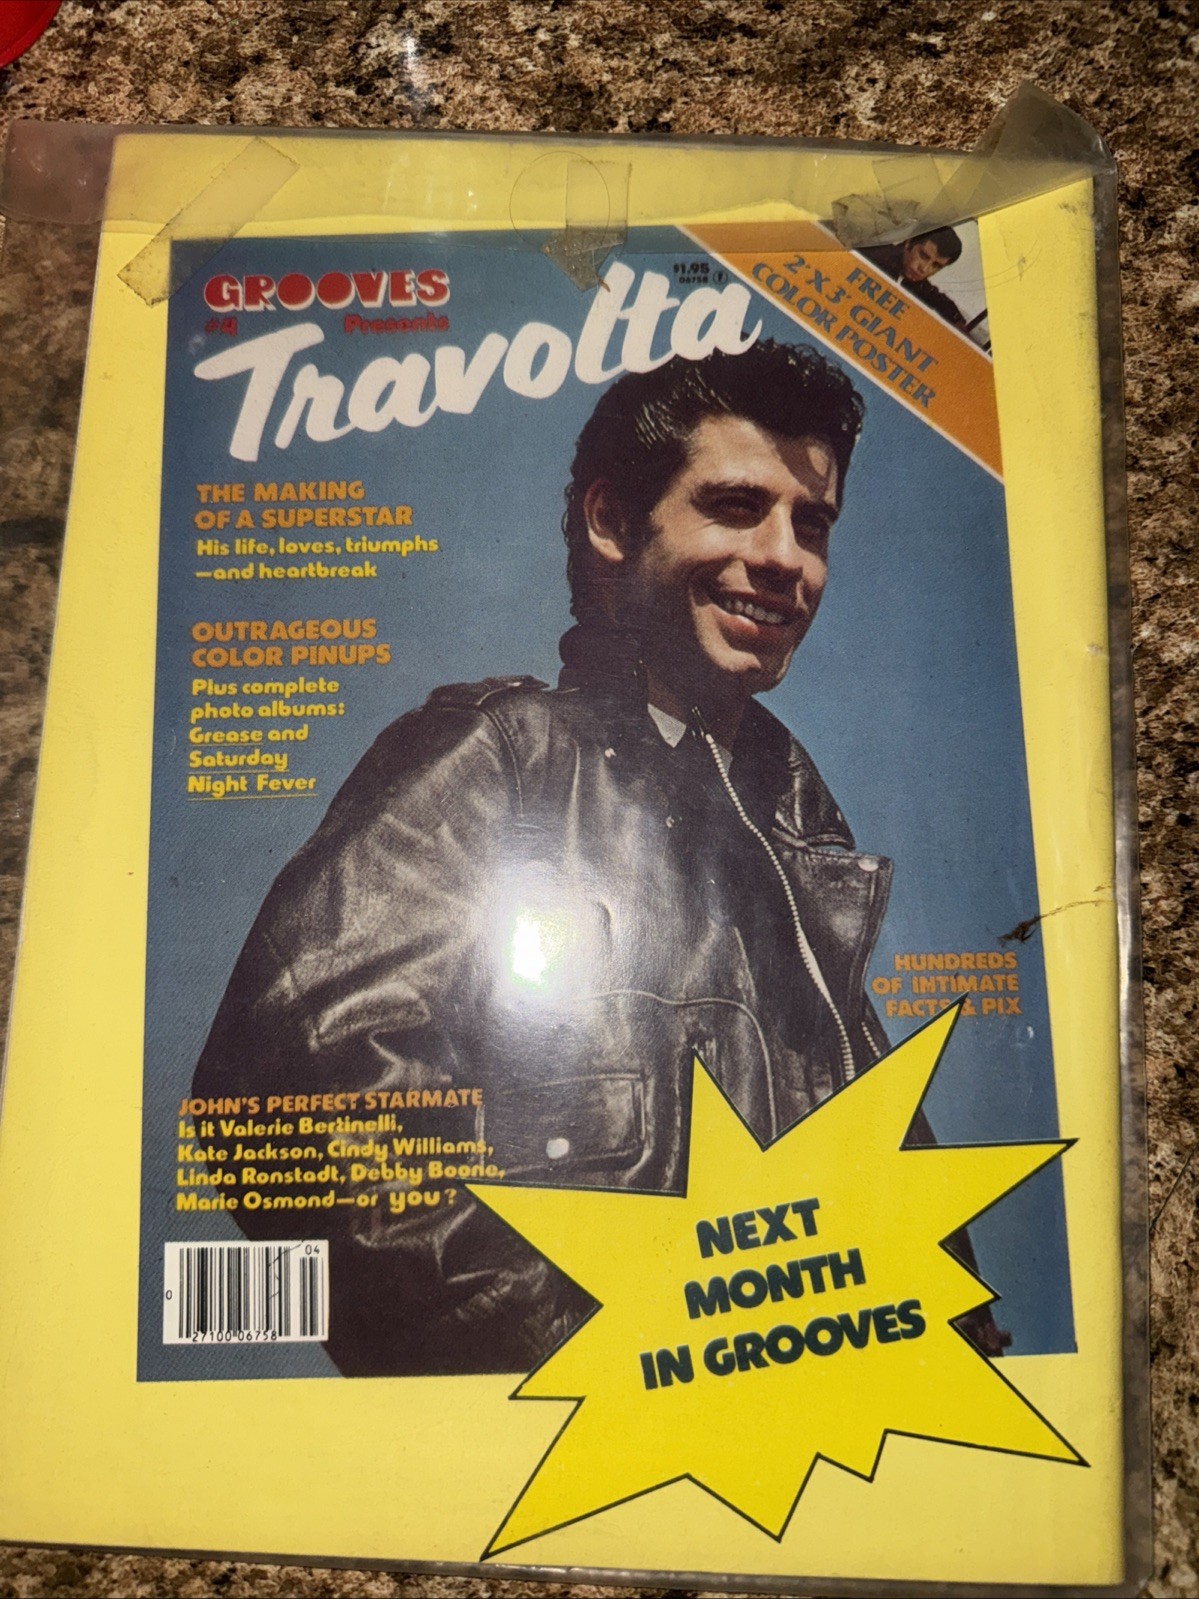 GROOVES
#4 Presents
Travolta
$1.95
06758
FREE
2'X3' GIANT
COLOR POSTER
THE MAKING
OF A SUPERSTAR
His life, loves, triumphs
—and heartbreak
OUTRAGEOUS
COLOR PINUPS
Plus complete
photo albums:
Grease and
Saturday
Night Fever
HUNDREDS
OF INTIMATE
FACTS & PIX
JOHN'S PERFECT STARMATE
Is it Valerie Bertinelli,
Kate Jackson, Cindy Williams,
Linda Ronstadt, Debby Boone,
Marie Osmond—or you?
04
0
27100 06758
NEXT
MONTH
IN GROOVES